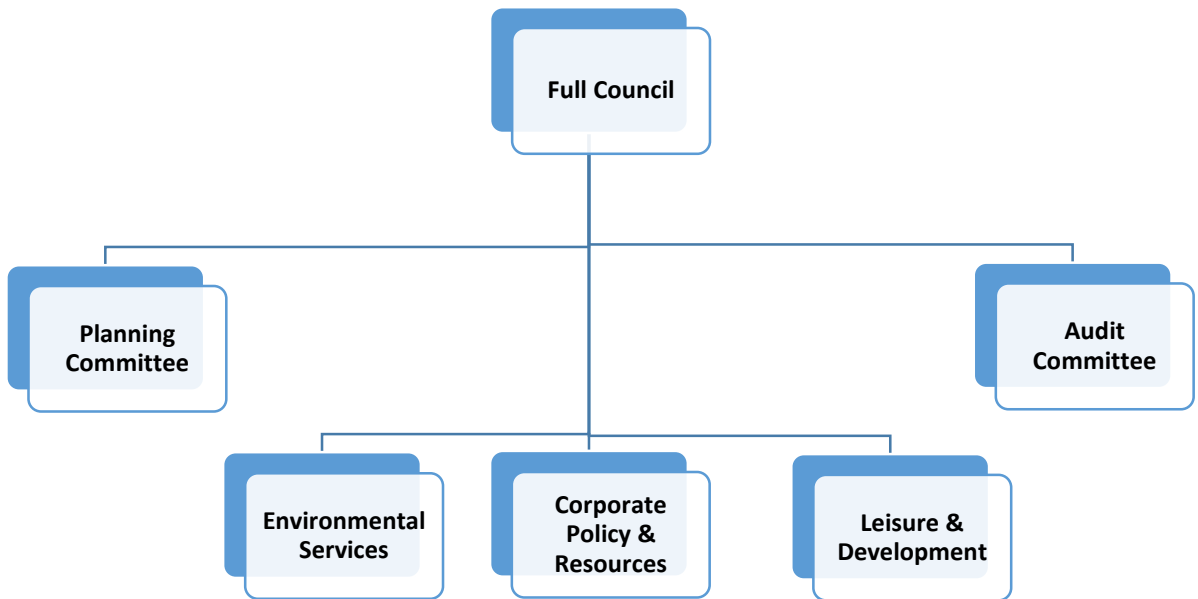 Full Council
Planning
Committee
Audit
Committee
Environmental
Services
Corporate
Policy &
Resources
Leisure &
Development